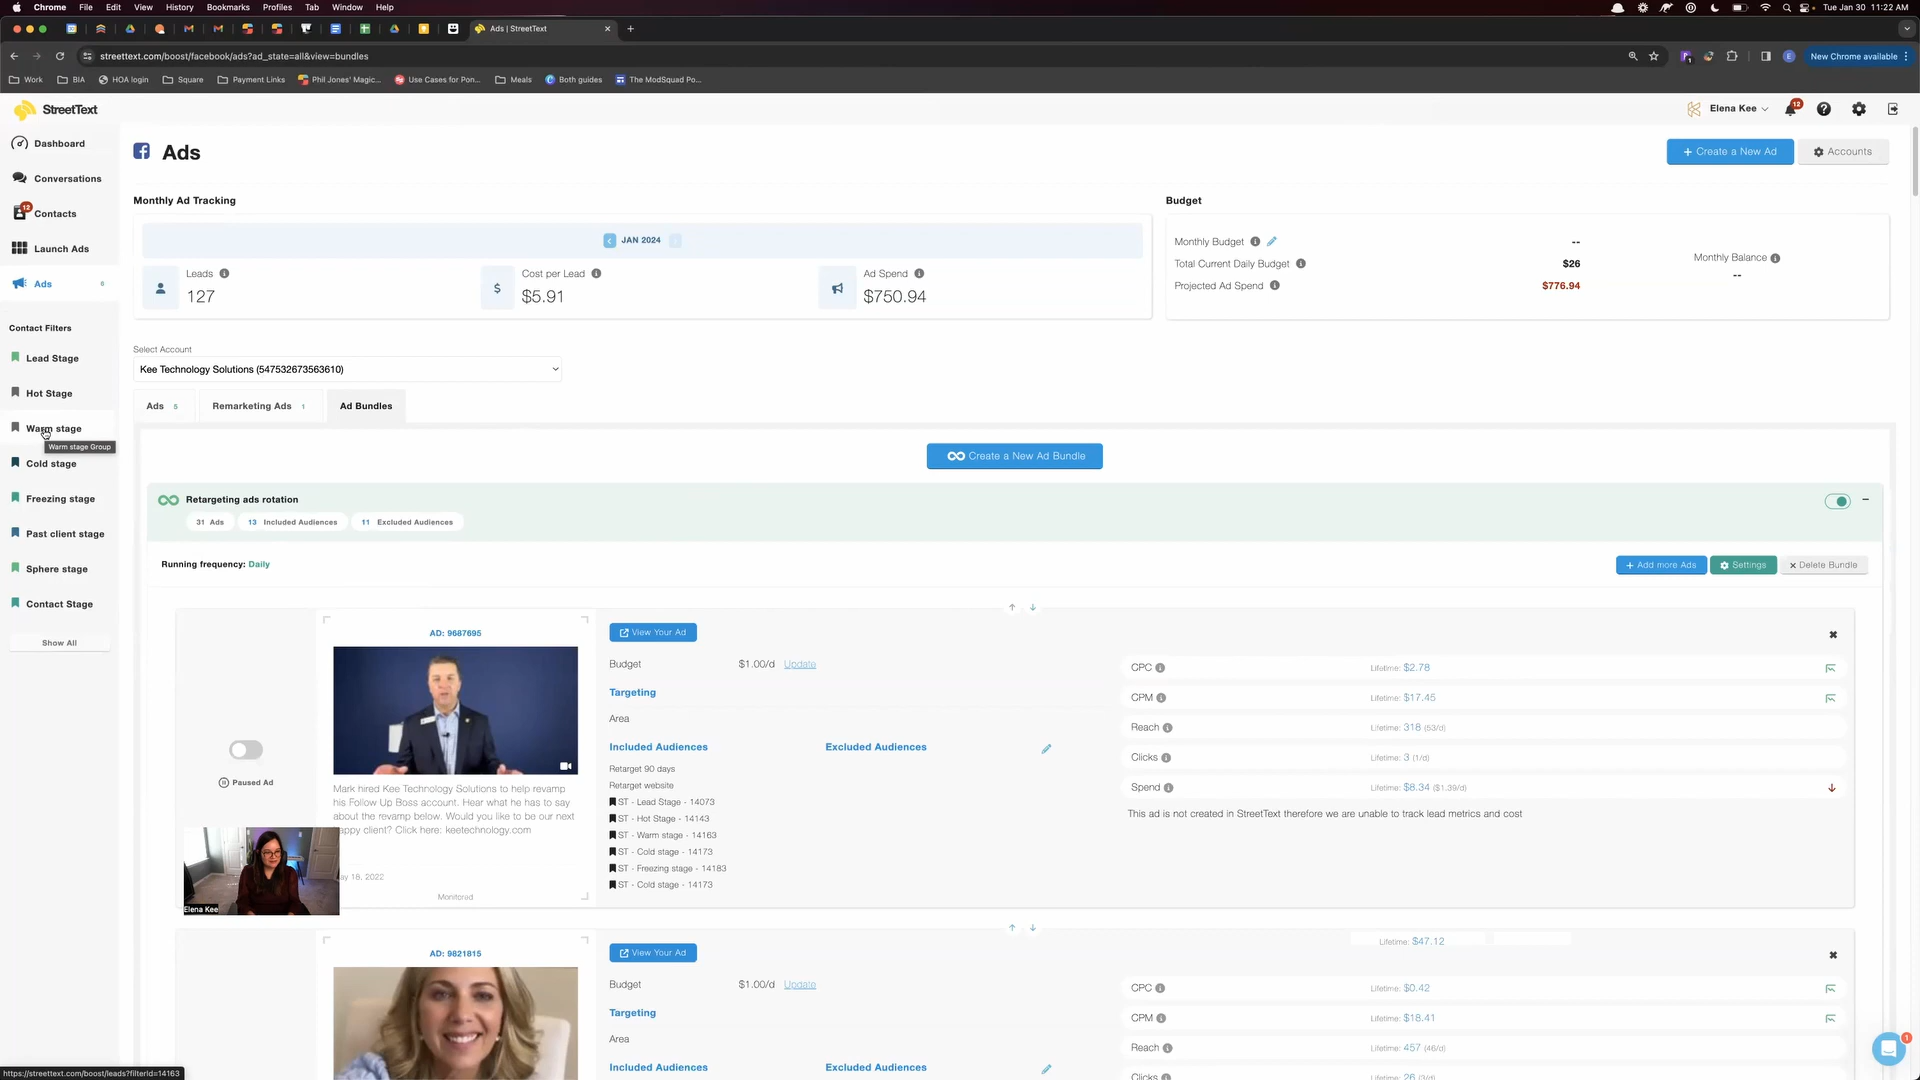 Chrome File Edit View History Bookmarks Profiles Tab Window Help
Tue Jan 30 11:22 AM
Ads | StreetText
streettext.com/boost/facebook/ads?ad_state=all&view=bundles
New Chrome available
Work BIA HOA login Square Payment Links Phil Jones' Magic... Use Cases for Pon... Meals Both guides The ModSquad Po...
StreetText
Elena Kee
12
Dashboard
Conversations
12
Contacts
Launch Ads
Ads 6
Contact Filters
Lead Stage
Hot Stage
Warm stage
Warm stage Group
Cold stage
Freezing stage
Past client stage
Sphere stage
Contact Stage
Show All
Ads
+ Create a New Ad
Accounts
Monthly Ad Tracking
JAN 2024
Leads
127
Cost per Lead
$5.91
Ad Spend
$750.94
Budget
Monthly Budget --
Total Current Daily Budget $26
Projected Ad Spend $776.94
Monthly Balance
--
Select Account
Kee Technology Solutions (547532673563610)
Ads 5 Remarketing Ads 1 Ad Bundles
Create a New Ad Bundle
Retargeting ads rotation
31 Ads 13 Included Audiences 11 Excluded Audiences
Running frequency: Daily
+ Add more Ads Settings Delete Bundle
AD: 9687695
Paused Ad
Mark hired Kee Technology Solutions to help revamp
his Follow Up Boss account. Hear what he has to say
about the revamp below. Would you like to be our next
happy client? Click here: keetechnology.com
ay 18, 2022
Monitored
Elena Kee
View Your Ad
Budget $1.00/d Update
Targeting
Area
Included Audiences Excluded Audiences
Retarget 90 days
Retarget website
ST - Lead Stage - 14073
ST - Hot Stage - 14143
ST - Warm stage - 14163
ST - Cold stage - 14173
ST - Freezing stage - 14183
ST - Cold stage - 14173
CPC Lifetime: $2.78
CPM Lifetime: $17.45
Reach Lifetime: 318 (53/d)
Clicks Lifetime: 3 (1/d)
Spend Lifetime: $8.34 ($1.39/d)
This ad is not created in StreetText therefore we are unable to track lead metrics and cost
AD: 9821815
View Your Ad
Budget $1.00/d Update
Targeting
Area
Included Audiences Excluded Audiences
Lifetime: $47.12
CPC Lifetime: $0.42
CPM Lifetime: $18.41
Reach Lifetime: 457 (46/d)
Clicks Lifetime: 26 (3/d)
1
https://streettext.com/boost/leads?filterId=14163